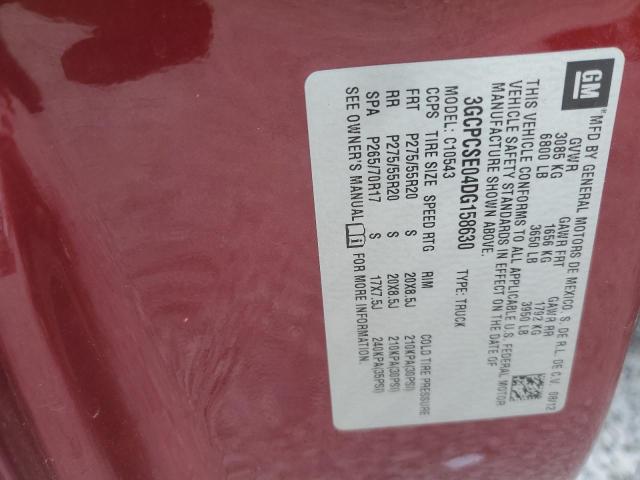 GM
MFD BY GENERAL MOTORS DE MEXICO, S. DE R.L. DE C.V. 08/12
GVWR GAWR FRT GAWR RR
3085 KG 1656 KG 1792 KG
6800 LB 3650 LB 3950 LB
THIS VEHICLE CONFORMS TO ALL APPLICABLE U.S. FEDERAL MOTOR
VEHICLE SAFETY STANDARDS IN EFFECT ON THE DATE OF
MANUFACTURE SHOWN ABOVE.
3GCPCSE04DG158630 TYPE: TRUCK
MODEL: C10543
CCPS TIRE SIZE SPEED RTG RIM COLD TIRE PRESSURE
FRT P275/55R20 S 20X8.5J 210KPA(30PSI)
RR P275/55R20 S 20X8.5J 210KPA(30PSI)
SPA P265/70R17 S 17X7.5J 240KPA(35PSI)
SEE OWNER'S MANUAL FOR MORE INFORMATION.